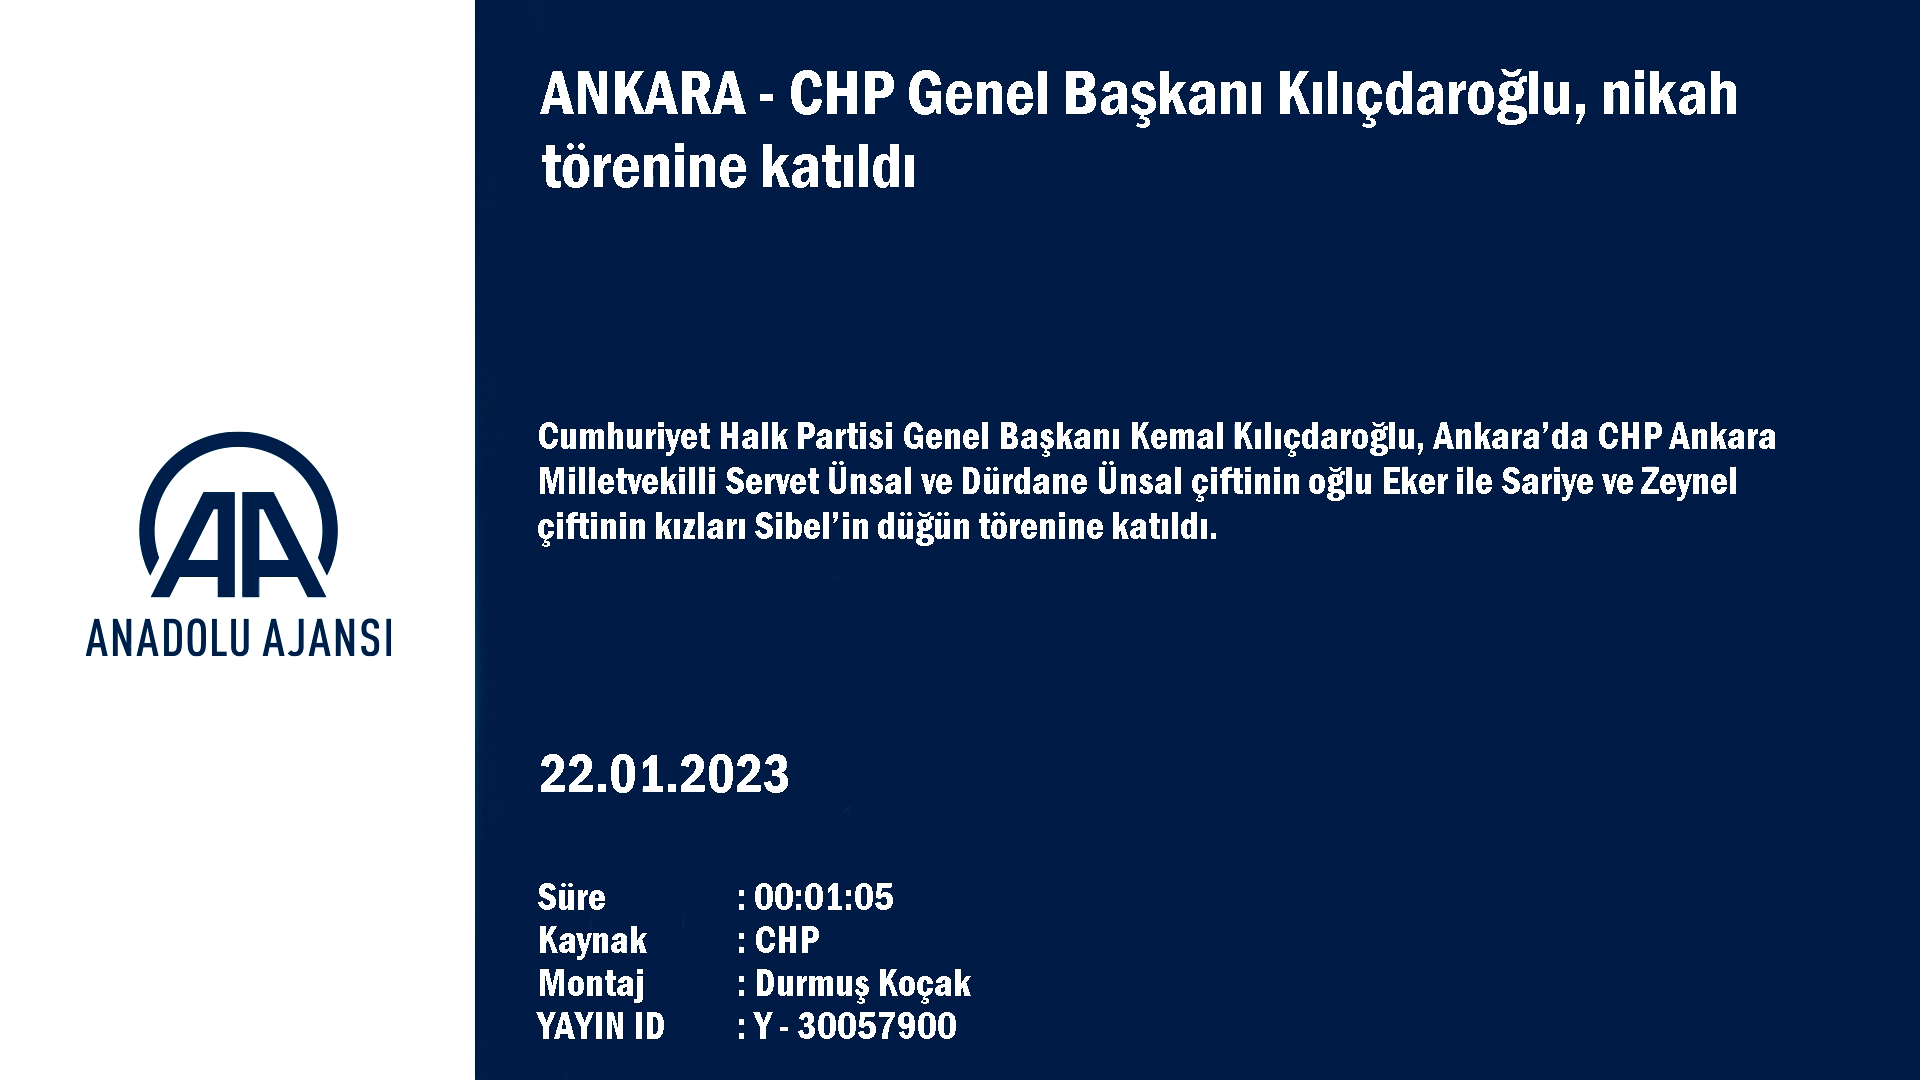 ANKARA - CHP Genel Başkanı Kılıçdaroğlu, nikah
törenine katıldı
Cumhuriyet Halk Partisi Genel Başkanı Kemal Kılıçdaroğlu, Ankara’da CHP Ankara
Milletvekilli Servet Ünsal ve Dürdane Ünsal çiftinin oğlu Eker ile Sariye ve Zeynel
çiftinin kızları Sibel’in düğün törenine katıldı.
AA
ANADOLU AJANSI
22.01.2023
Süre : 00:01:05
Kaynak : CHP
Montaj : Durmuş Koçak
YAYIN ID : Y - 30057900